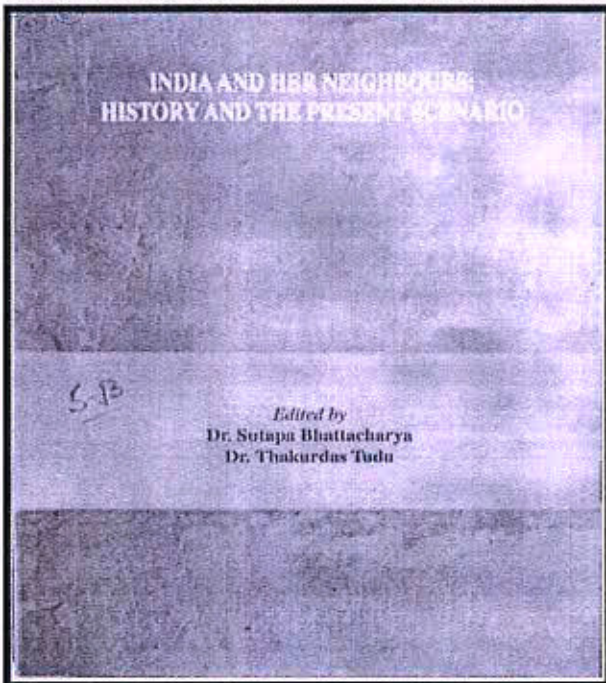 INDIA AND HER NEIGHBOURS:
HISTORY AND THE PRESENT SCENARIO
S.B
Edited by
Dr. Sutapa Bhattacharya
Dr. Thakurdas Tudu